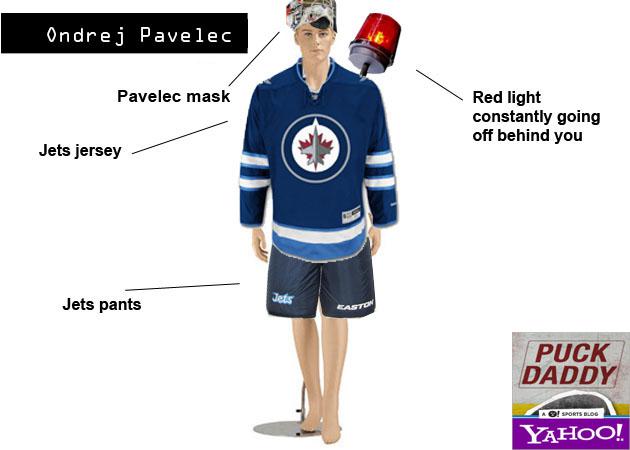 Ondrej Pavelec
Pavelec mask
Red light
constantly going
off behind you
Jets jersey
Jets pants
Jets
EASTON
PUCK
DADDY
A Y! SPORTS BLOG
YAHOO!